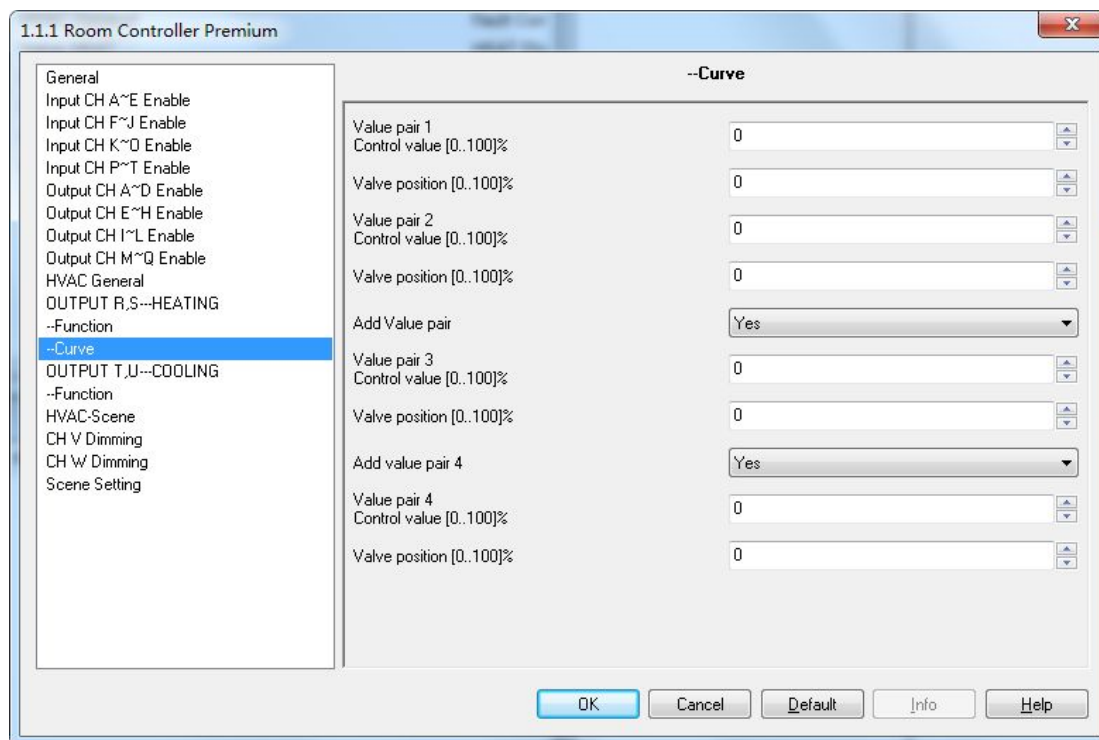 1.1.1 Room Controller Premium
General
Input CH A~E Enable
Input CH F~J Enable
Input CH K~O Enable
Input CH P~T Enable
Output CH A~D Enable
Output CH E~H Enable
Output CH I~L Enable
Output CH M~Q Enable
HVAC General
OUTPUT R,S---HEATING
--Function
--Curve
OUTPUT T,U---COOLING
--Function
HVAC-Scene
CH V Dimming
CH W Dimming
Scene Setting
--Curve
Value pair 1
Control value [0..100]%
0
Valve position [0..100]%
0
Value pair 2
Control value [0..100]%
0
Valve position [0..100]%
0
Add Value pair
Yes
Value pair 3
Control value [0..100]%
0
Valve position [0..100]%
0
Add value pair 4
Yes
Value pair 4
Control value [0..100]%
0
Valve position [0..100]%
0
OK
Cancel
Default
Info
Help